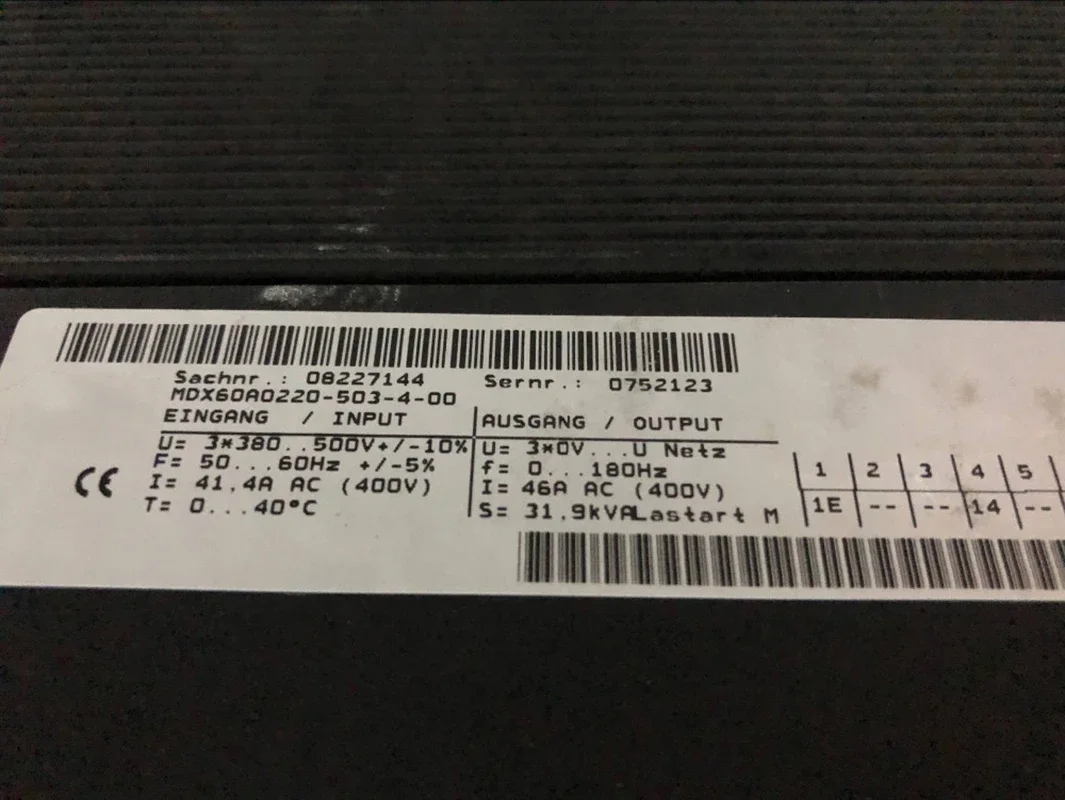 Sachnr.: 08227144 Sernr.: 0752123
MDX60A0220-503-4-00
EINGANG / INPUT
U= 3*380..500V+/-10%
F= 50...60Hz +/-5%
I= 41.4A AC (400V)
T= 0...40°C
CE
AUSGANG / OUTPUT
U= 3*0V...U Netz
f= 0...180Hz
I= 46A AC (400V)
S= 31.9kVALastart M
1 2 3 4 5
1E -- -- 14 --